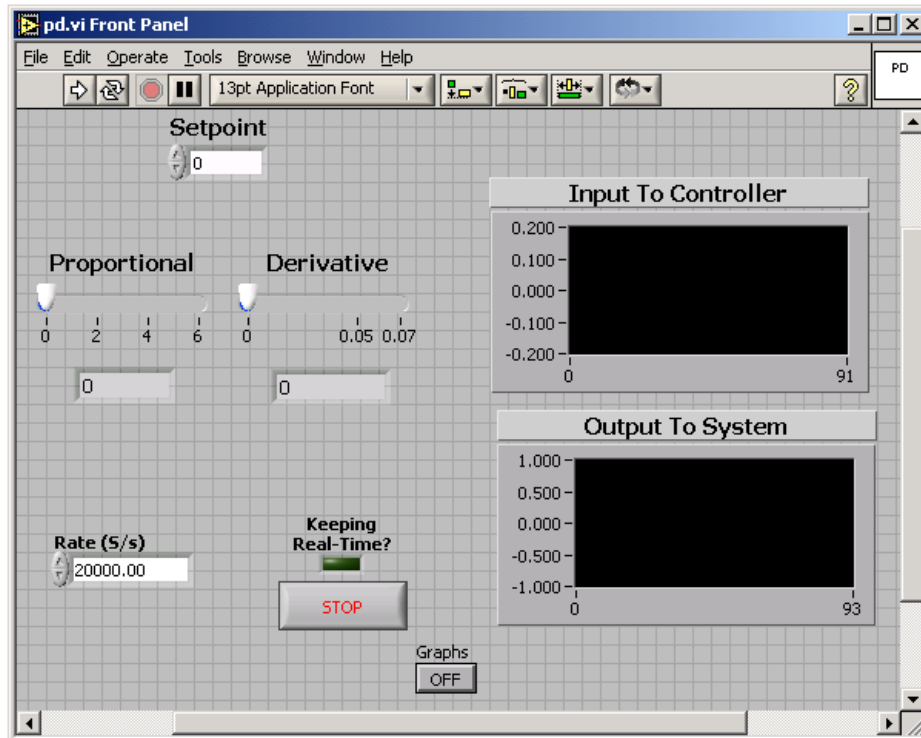 pd.vi Front Panel
File Edit Operate Tools Browse Window Help
13pt Application Font
PD
Setpoint
0
Proportional
0 2 4 6
0
Derivative
0 0.05 0.07
0
Input To Controller
0.200
0.100
0.000
-0.100
-0.200
0 91
Output To System
1.000
0.500
0.000
-0.500
-1.000
0 93
Rate (S/s)
20000.00
Keeping
Real-Time?
STOP
Graphs
OFF